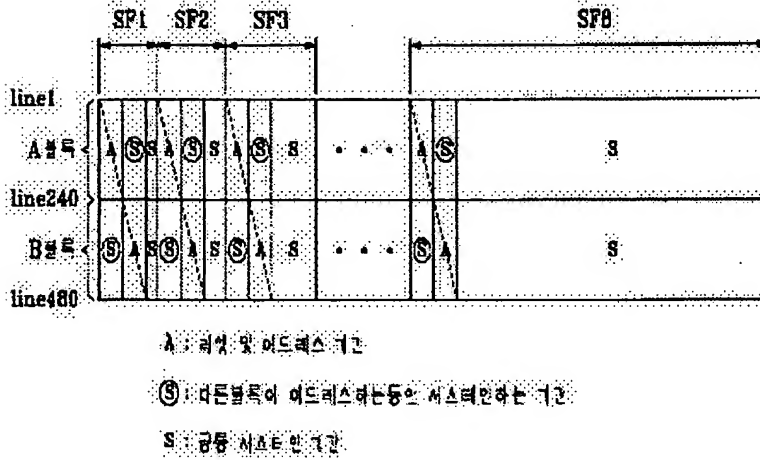 SF1 SF2 SF3 SF8
line1
A블록 A Ⓢ S A Ⓢ S A Ⓢ S • • • A Ⓢ S
line240
B블록 Ⓢ A S Ⓢ A S Ⓢ A S • • • Ⓢ A S
line480
A : 리셋 및 어드레스 기간
Ⓢ : 다른블록이 어드레스하는동안 서스테인하는 기간
S : 공통 서스테인 기간